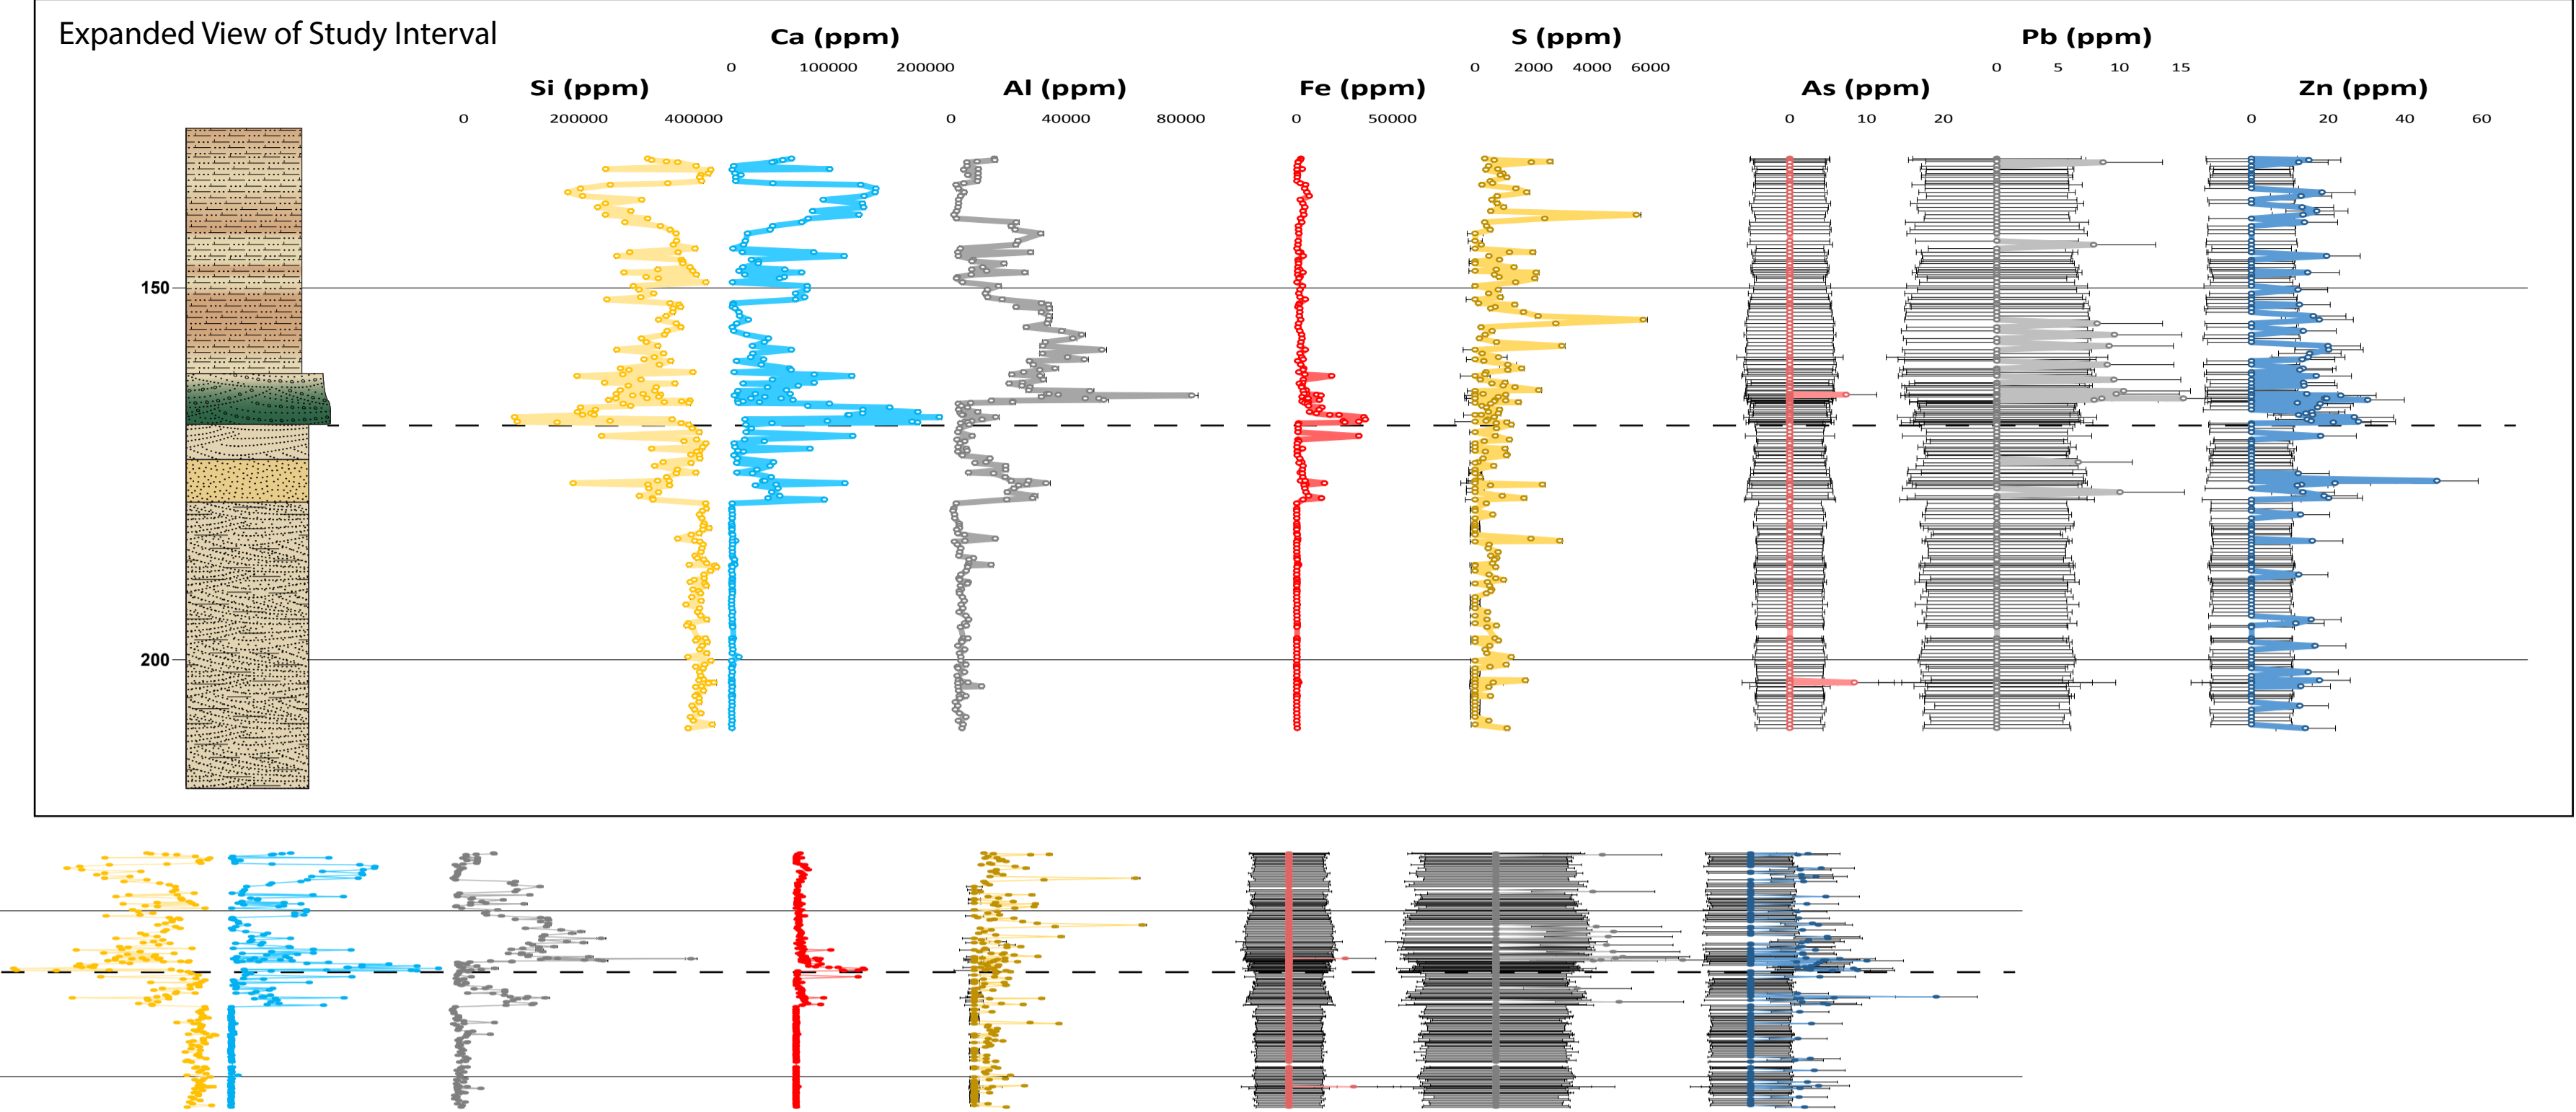 Expanded View of Study Interval
Ca (ppm)
S (ppm)
Pb (ppm)
0 100000 200000
0 2000 4000 6000
0 5 10 15
Si (ppm)
Al (ppm)
Fe (ppm)
As (ppm)
Zn (ppm)
0 200000 400000
0 40000 80000
0 50000
0 10 20
0 20 40 60
150
200